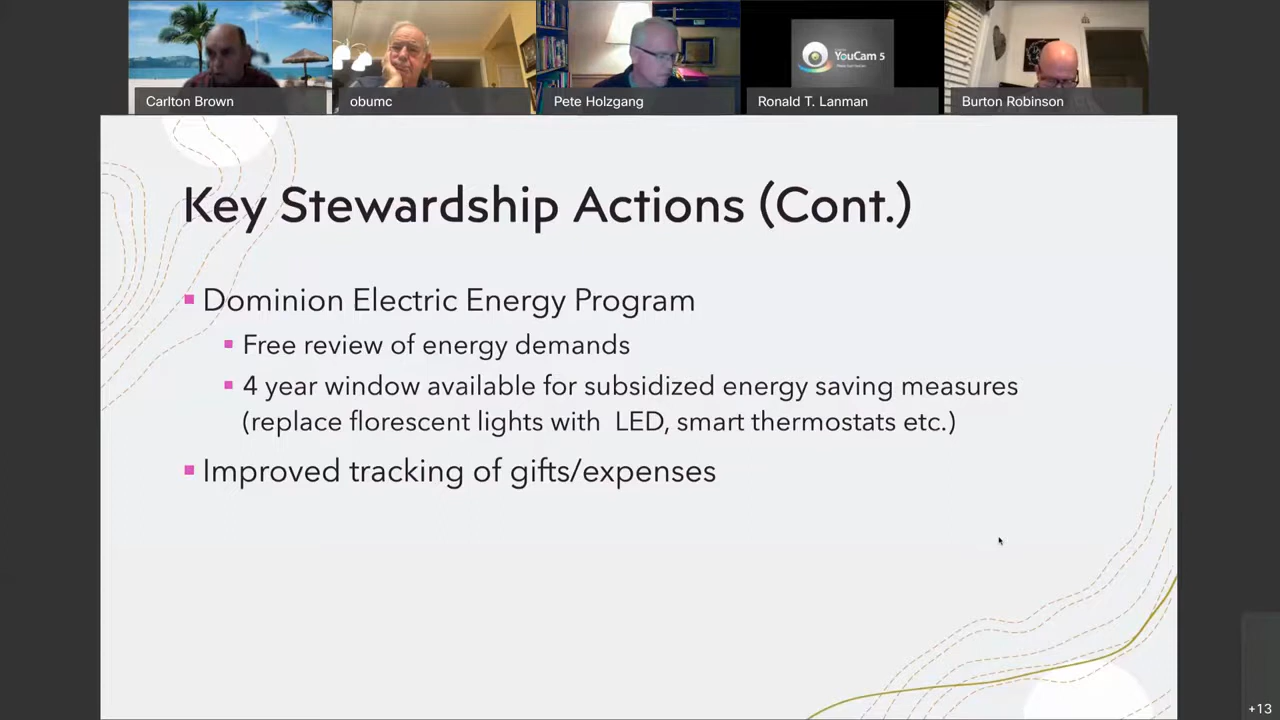 YouCam 5
Carlton Brown
obumc
Pete Holzgang
Ronald T. Lanman
Burton Robinson
Key Stewardship Actions (Cont.)
Dominion Electric Energy Program
Free review of energy demands
4 year window available for subsidized energy saving measures
(replace florescent lights with LED, smart thermostats etc.)
Improved tracking of gifts/expenses
+13